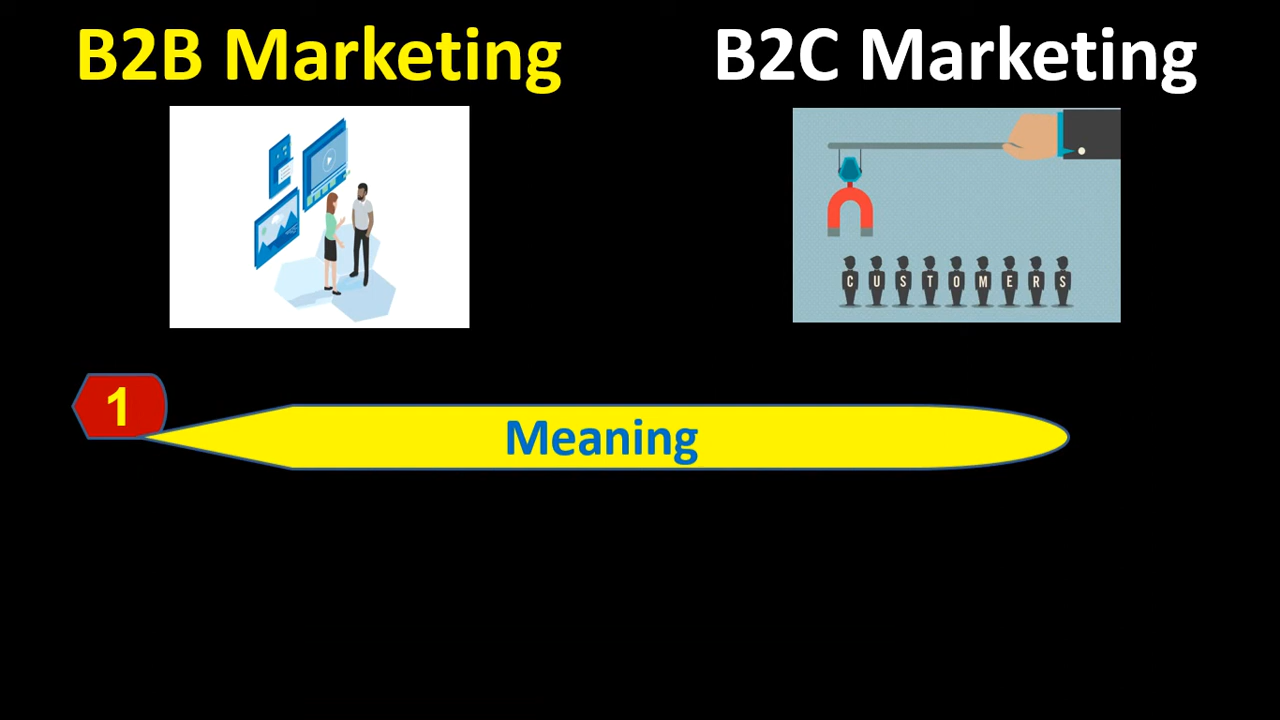 B2B Marketing
B2C Marketing
CUSTOMERS
1
Meaning